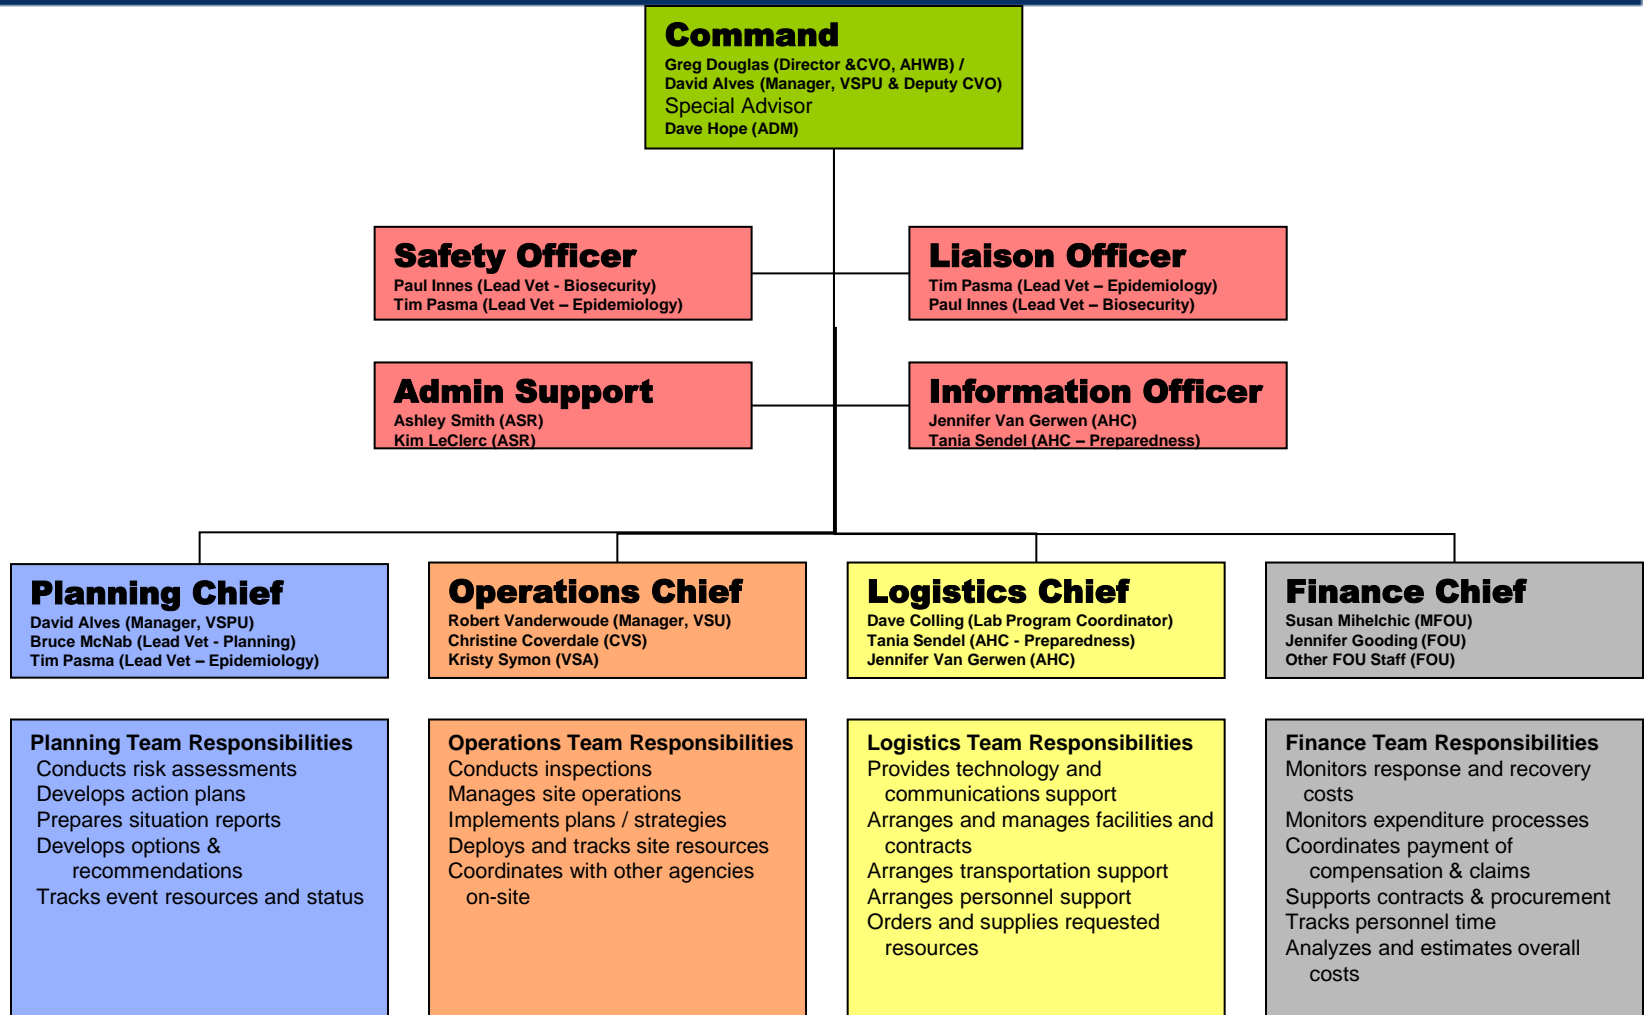 Command
Greg Douglas (Director &CVO, AHWB) /
David Alves (Manager, VSPU & Deputy CVO)
Special Advisor
Dave Hope (ADM)
Safety Officer
Paul Innes (Lead Vet - Biosecurity)
Tim Pasma (Lead Vet – Epidemiology)
Liaison Officer
Tim Pasma (Lead Vet – Epidemiology)
Paul Innes (Lead Vet – Biosecurity)
Admin Support
Ashley Smith (ASR)
Kim LeClerc (ASR)
Information Officer
Jennifer Van Gerwen (AHC)
Tania Sendel (AHC – Preparedness)
Planning Chief
David Alves (Manager, VSPU)
Bruce McNab (Lead Vet - Planning)
Tim Pasma (Lead Vet – Epidemiology)
Operations Chief
Robert Vanderwoude (Manager, VSU)
Christine Coverdale (CVS)
Kristy Symon (VSA)
Logistics Chief
Dave Colling (Lab Program Coordinator)
Tania Sendel (AHC - Preparedness)
Jennifer Van Gerwen (AHC)
Finance Chief
Susan Mihelchic (MFOU)
Jennifer Gooding (FOU)
Other FOU Staff (FOU)
Planning Team Responsibilities
Conducts risk assessments
Develops action plans
Prepares situation reports
Develops options &
recommendations
Tracks event resources and status
Operations Team Responsibilities
Conducts inspections
Manages site operations
Implements plans / strategies
Deploys and tracks site resources
Coordinates with other agencies
on-site
Logistics Team Responsibilities
Provides technology and
communications support
Arranges and manages facilities and
contracts
Arranges transportation support
Arranges personnel support
Orders and supplies requested
resources
Finance Team Responsibilities
Monitors response and recovery
costs
Monitors expenditure processes
Coordinates payment of
compensation & claims
Supports contracts & procurement
Tracks personnel time
Analyzes and estimates overall
costs